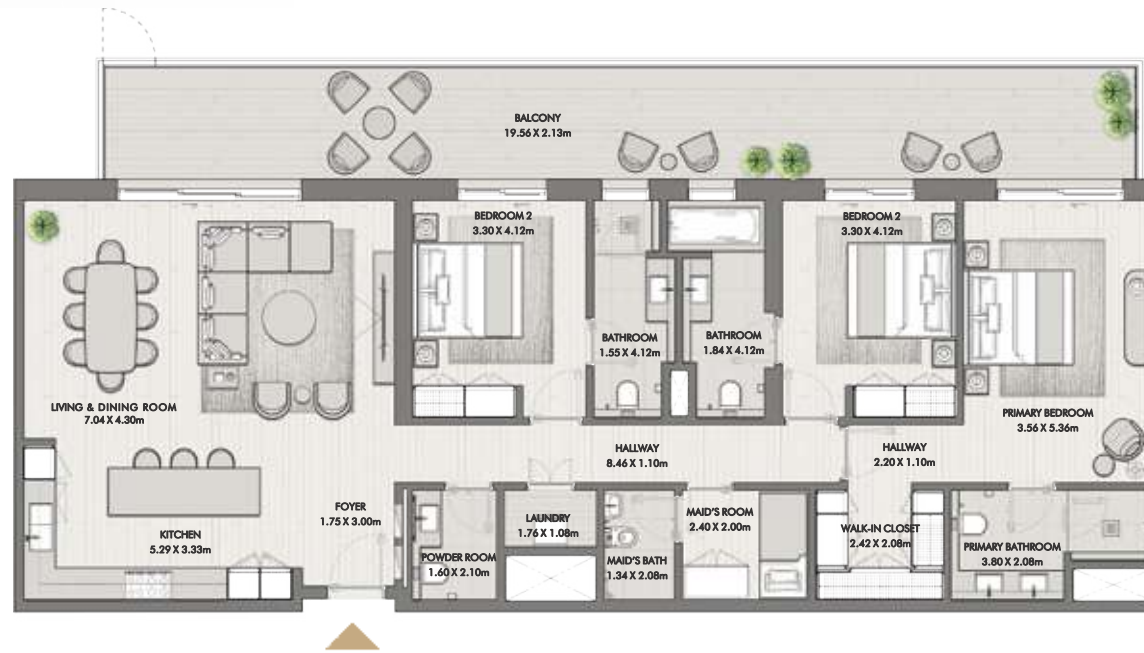 BALCONY
19.56 X 2.13m
BEDROOM 2
3.30 X 4.12m
BEDROOM 2
3.30 X 4.12m
BATHROOM
1.55 X 4.12m
BATHROOM
1.84 X 4.12m
LIVING & DINING ROOM
7.04 X 4.30m
PRIMARY BEDROOM
3.56 X 5.36m
HALLWAY
8.46 X 1.10m
HALLWAY
2.20 X 1.10m
FOYER
1.75 X 3.00m
KITCHEN
5.29 X 3.33m
LAUNDRY
1.76 X 1.08m
MAID'S ROOM
2.40 X 2.00m
WALK-IN CLOSET
2.42 X 2.08m
POWDER ROOM
1.60 X 2.10m
MAID'S BATH
1.34 X 2.08m
PRIMARY BATHROOM
3.80 X 2.08m